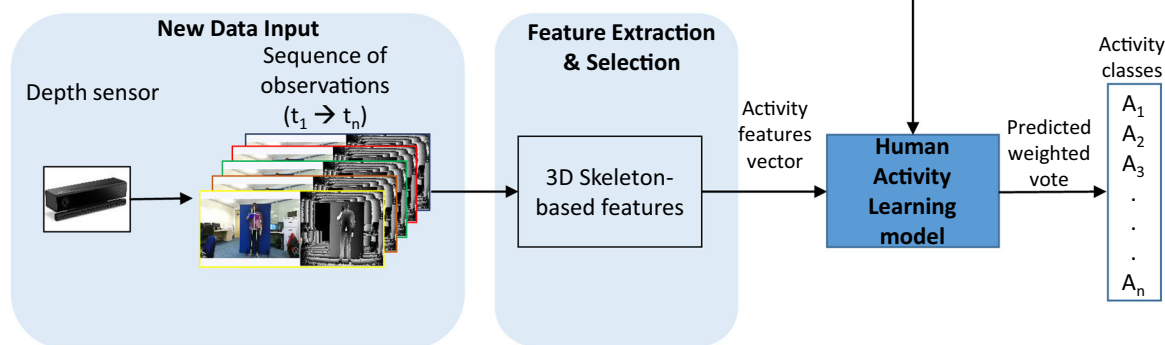 New Data Input
Depth sensor
Sequence of
observations
(t₁ → tₙ)
Feature Extraction
& Selection
3D Skeleton-
based features
Activity
features
vector
Human
Activity
Learning
model
Predicted
weighted
vote
Activity
classes
A₁
A₂
A₃
.
.
.
Aₙ